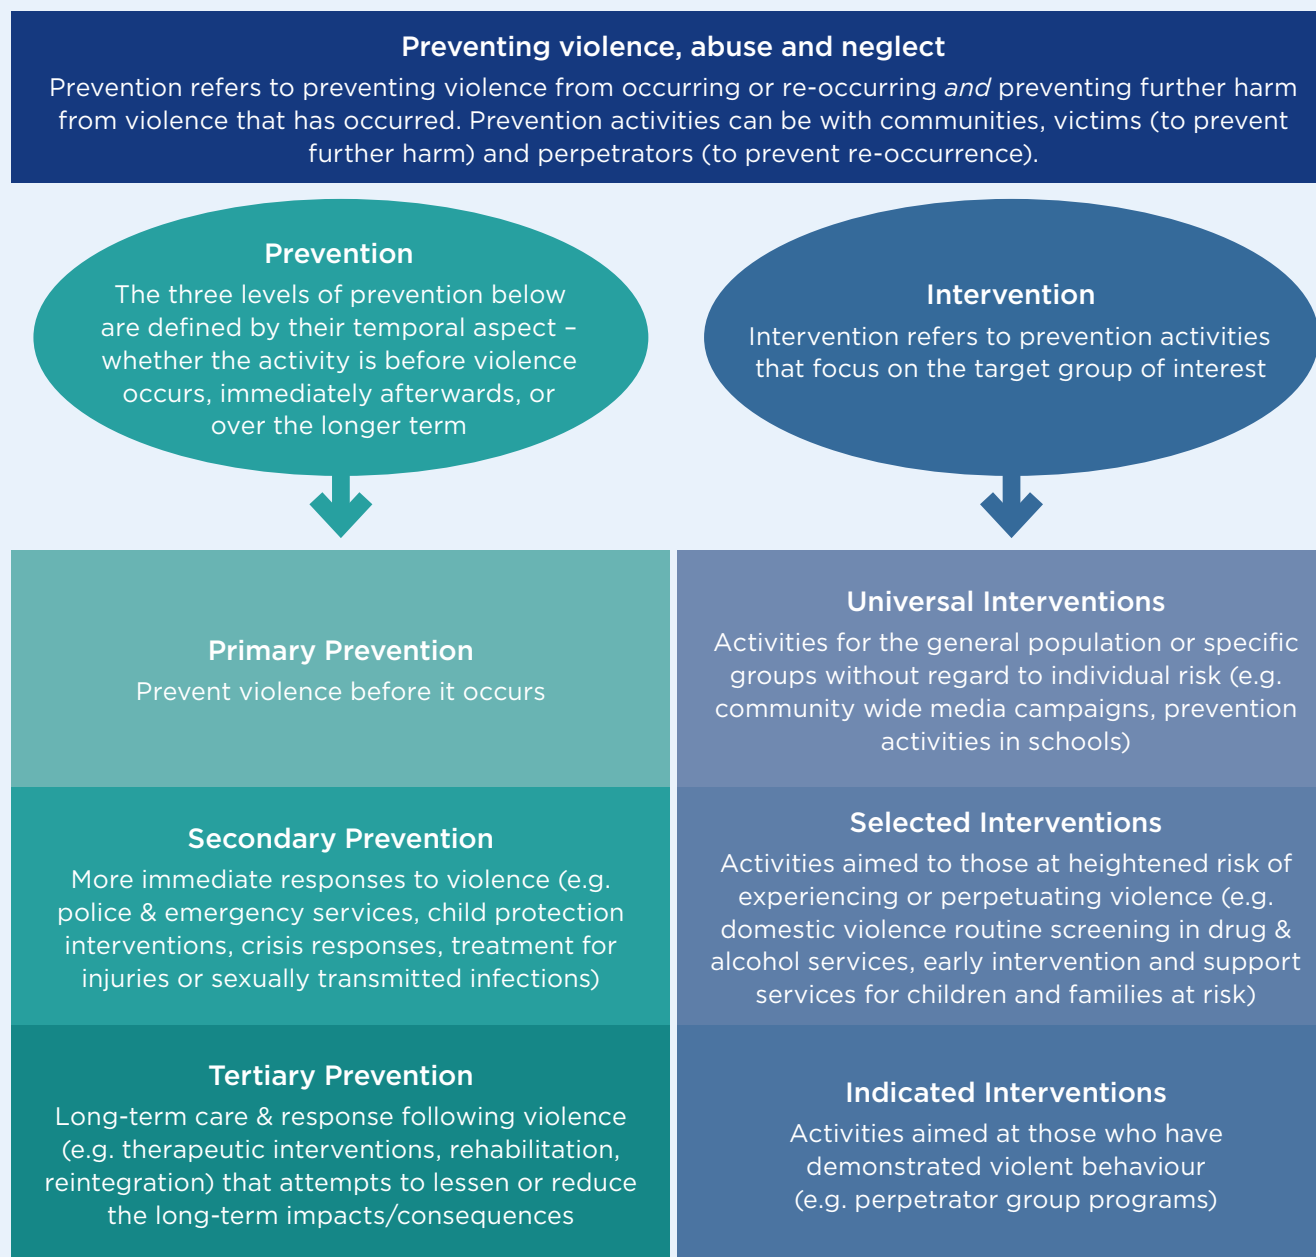 Preventing violence, abuse and neglect
Prevention refers to preventing violence from occurring or re-occurring and preventing further harm
from violence that has occurred. Prevention activities can be with communities, victims (to prevent
further harm) and perpetrators (to prevent re-occurrence).
Prevention
The three levels of prevention below
are defined by their temporal aspect –
whether the activity is before violence
occurs, immediately afterwards, or
over the longer term
Intervention
Intervention refers to prevention activities
that focus on the target group of interest
Primary Prevention
Prevent violence before it occurs
Universal Interventions
Activities for the general population or specific
groups without regard to individual risk (e.g.
community wide media campaigns, prevention
activities in schools)
Secondary Prevention
More immediate responses to violence (e.g.
police & emergency services, child protection
interventions, crisis responses, treatment for
injuries or sexually transmitted infections)
Selected Interventions
Activities aimed to those at heightened risk of
experiencing or perpetuating violence (e.g.
domestic violence routine screening in drug &
alcohol services, early intervention and support
services for children and families at risk)
Tertiary Prevention
Long-term care & response following violence
(e.g. therapeutic interventions, rehabilitation,
reintegration) that attempts to lessen or reduce
the long-term impacts/consequences
Indicated Interventions
Activities aimed at those who have
demonstrated violent behaviour
(e.g. perpetrator group programs)